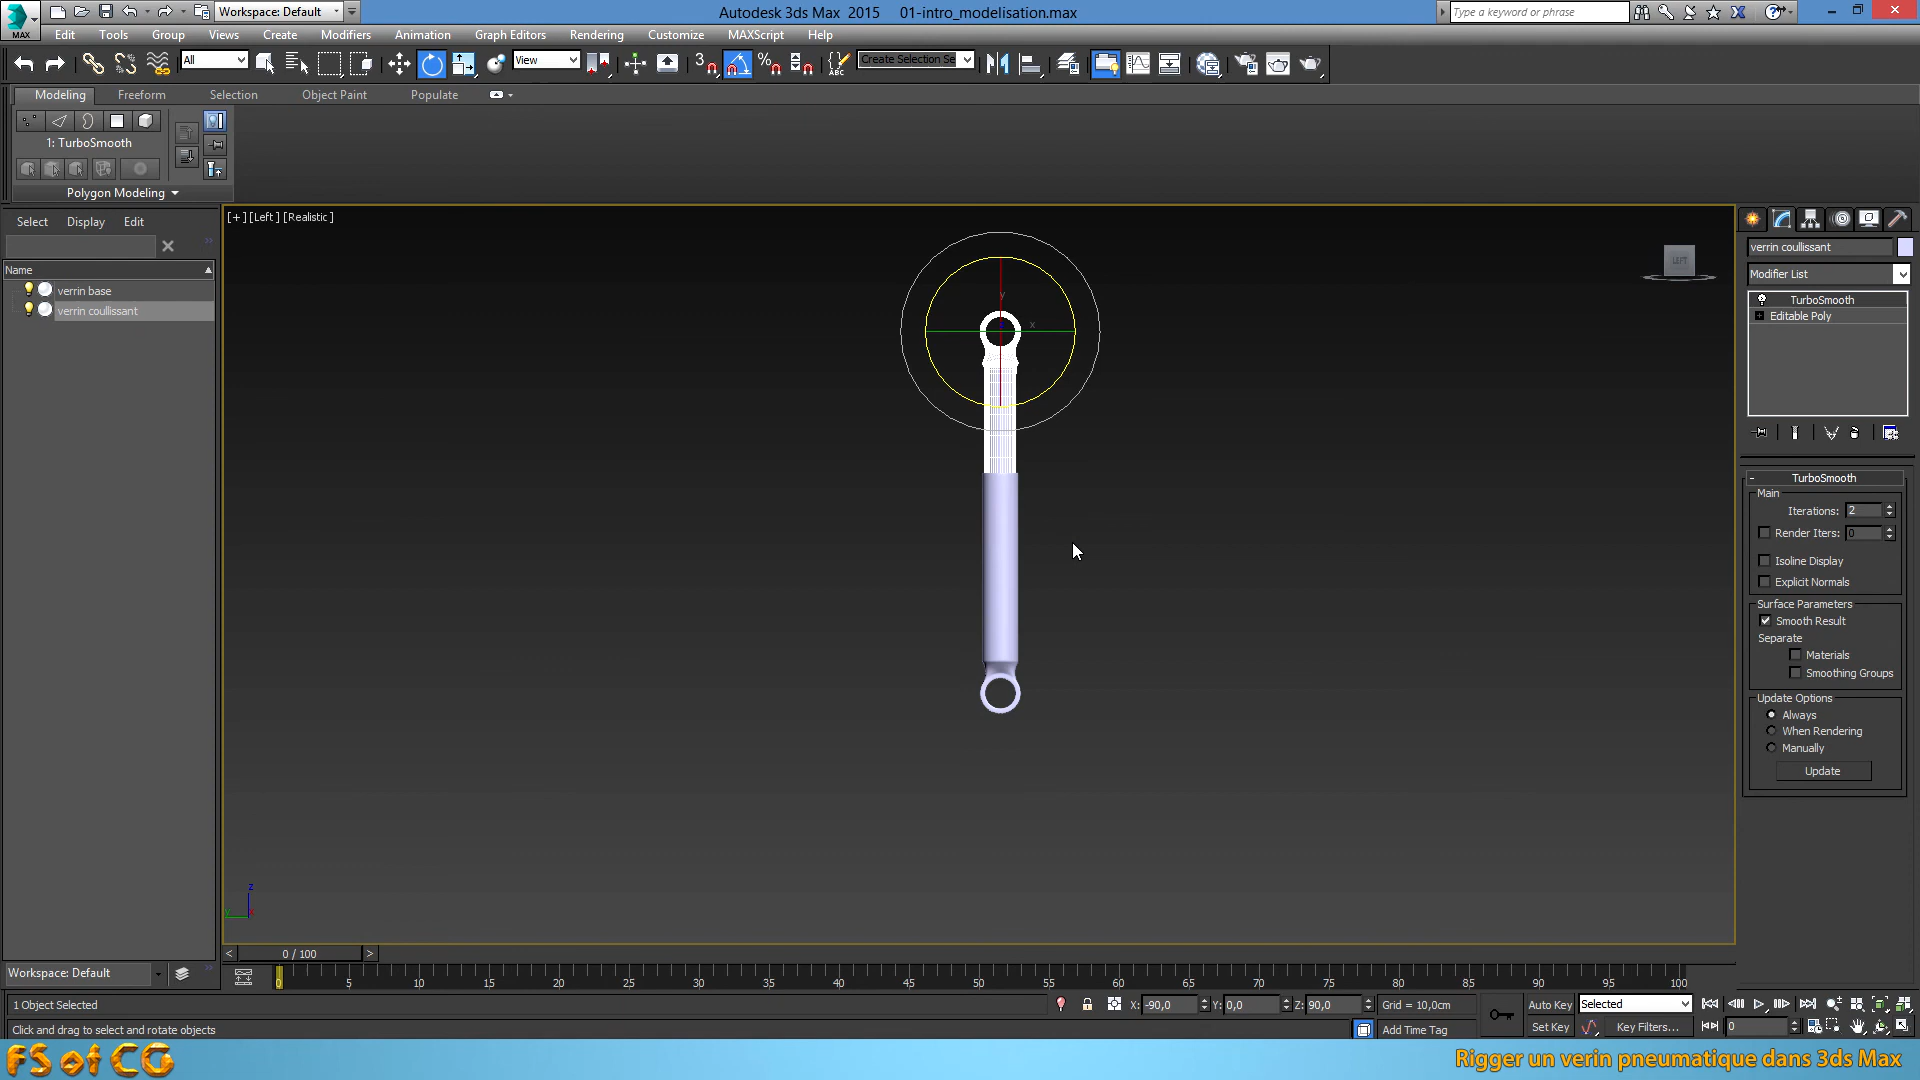 Workspace: Default
Autodesk 3ds Max 2015 01-intro_modelisation.max
Type a keyword or phrase
MAX
Edit Tools Group Views Create Modifiers Animation Graph Editors Rendering Customize MAXScript Help
All
View
3
ABC
Create Selection Se
Modeling Freeform Selection Object Paint Populate
1: TurboSmooth
Polygon Modeling
Select Display Edit
Name
verrin base
verrin coullissant
[+] [Left] [Realistic]
y
x
LEFT
z
y
x
verrin coullissant
Modifier List
TurboSmooth
Editable Poly
- TurboSmooth
Main
Iterations: 2
Render Iters: 0
Isoline Display
Explicit Normals
Surface Parameters
Smooth Result
Separate
Materials
Smoothing Groups
Update Options
Always
When Rendering
Manually
Update
< 0 / 100 >
Workspace: Default
0 5 10 15 20 25 30 35 40 45 50 55 60 65 70 75 80 85 90 95 100
1 Object Selected
X: -90,0 Y: 0,0 Z: 90,0 Grid = 10,0cm
Auto Key Selected
Click and drag to select and rotate objects
Add Time Tag
Set Key Key Filters... 0
FS of CG
Rigger un verin pneumatique dans 3ds Max